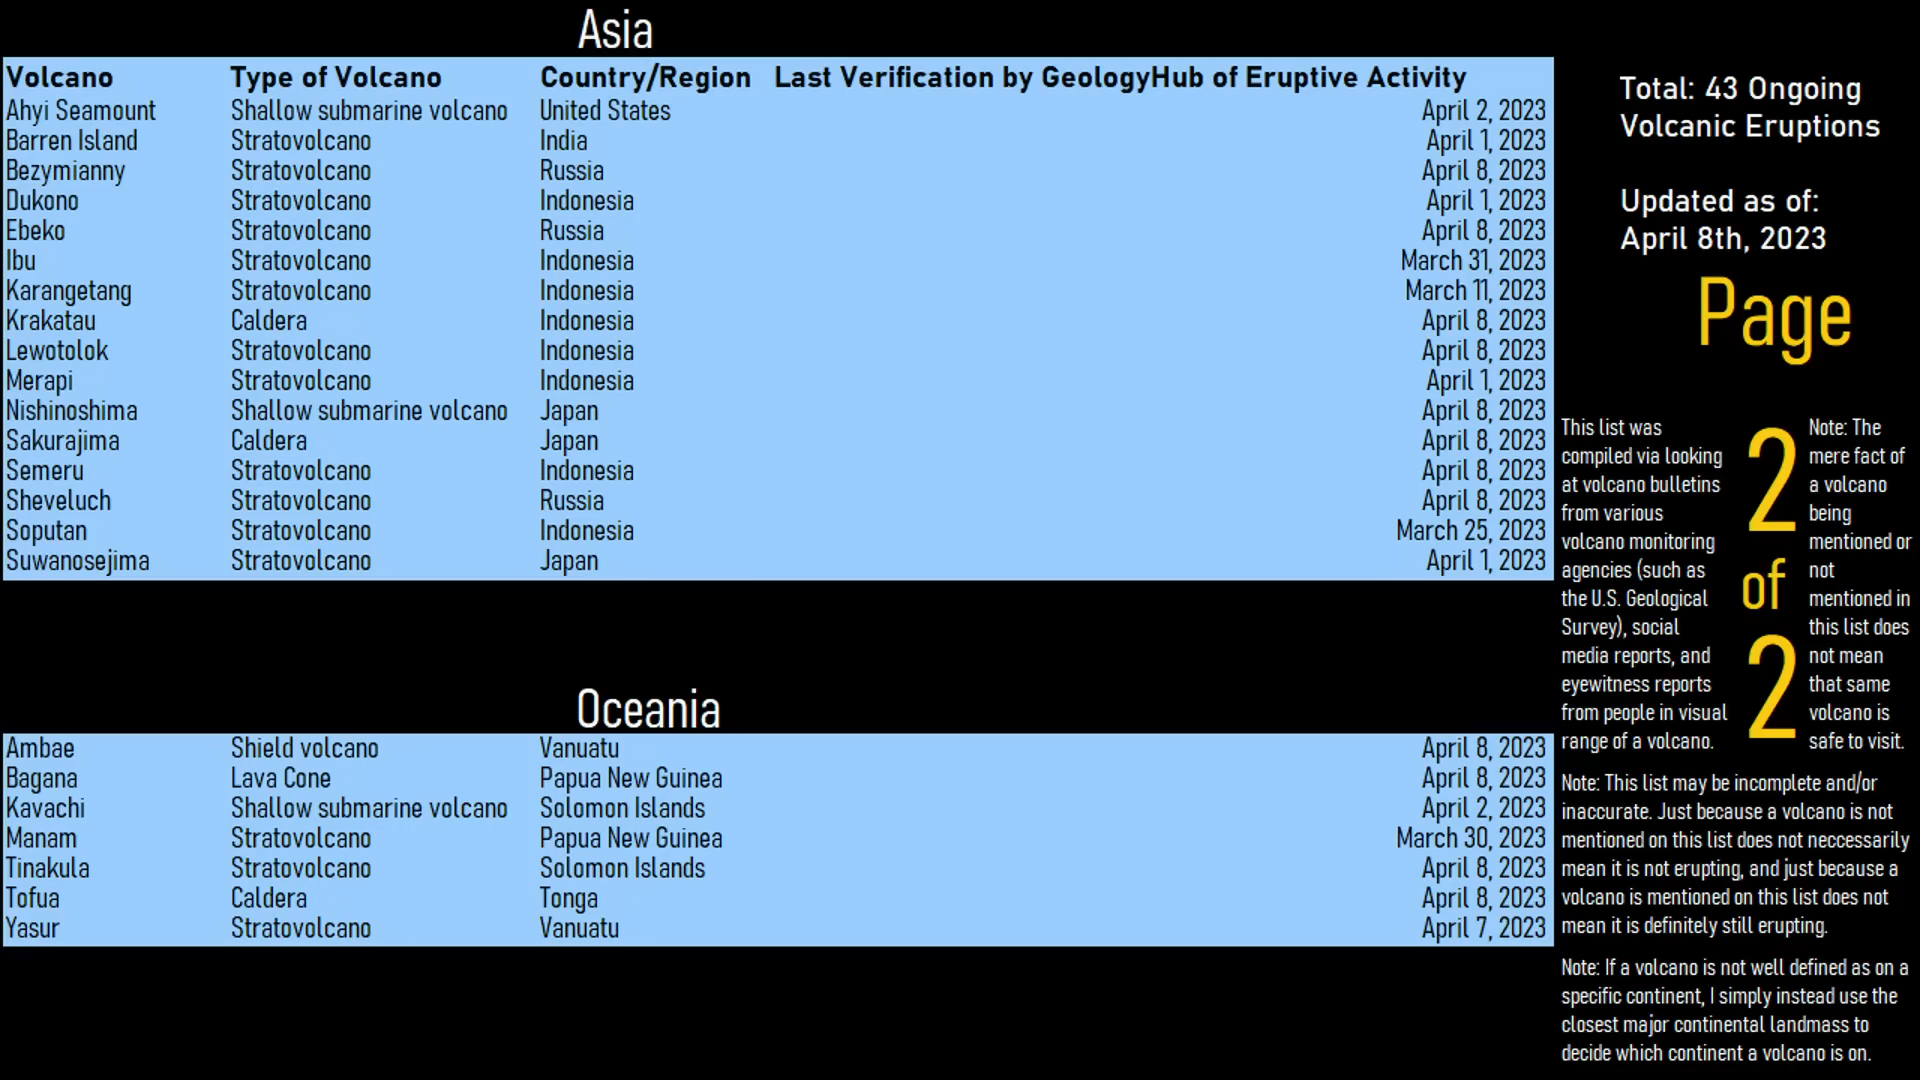 Asia
Volcano Type of Volcano Country/Region Last Verification by GeologyHub of Eruptive Activity
Ahyi Seamount Shallow submarine volcano United States April 2, 2023
Barren Island Stratovolcano India April 1, 2023
Bezymianny Stratovolcano Russia April 8, 2023
Dukono Stratovolcano Indonesia April 1, 2023
Ebeko Stratovolcano Russia April 8, 2023
Ibu Stratovolcano Indonesia March 31, 2023
Karangetang Stratovolcano Indonesia March 11, 2023
Krakatau Caldera Indonesia April 8, 2023
Lewotolok Stratovolcano Indonesia April 8, 2023
Merapi Stratovolcano Indonesia April 1, 2023
Nishinoshima Shallow submarine volcano Japan April 8, 2023
Sakurajima Caldera Japan April 8, 2023
Semeru Stratovolcano Indonesia April 8, 2023
Sheveluch Stratovolcano Russia April 8, 2023
Soputan Stratovolcano Indonesia March 25, 2023
Suwanosejima Stratovolcano Japan April 1, 2023
Oceania
Ambae Shield volcano Vanuatu April 8, 2023
Bagana Lava Cone Papua New Guinea April 8, 2023
Kavachi Shallow submarine volcano Solomon Islands April 2, 2023
Manam Stratovolcano Papua New Guinea March 30, 2023
Tinakula Stratovolcano Solomon Islands April 8, 2023
Tofua Caldera Tonga April 8, 2023
Yasur Stratovolcano Vanuatu April 7, 2023
Total: 43 Ongoing
Volcanic Eruptions
Updated as of:
April 8th, 2023
Page
2
of
2
This list was
compiled via looking
at volcano bulletins
from various
volcano monitoring
agencies (such as
the U.S. Geological
Survey), social
media reports, and
eyewitness reports
from people in visual
range of a volcano.
Note: The
mere fact of
a volcano
being
mentioned or
not
mentioned in
this list does
not mean
that same
volcano is
safe to visit.
Note: This list may be incomplete and/or
inaccurate. Just because a volcano is not
mentioned on this list does not neccessarily
mean it is not erupting, and just because a
volcano is mentioned on this list does not
mean it is definitely still erupting.
Note: If a volcano is not well defined as on a
specific continent, I simply instead use the
closest major continental landmass to
decide which continent a volcano is on.